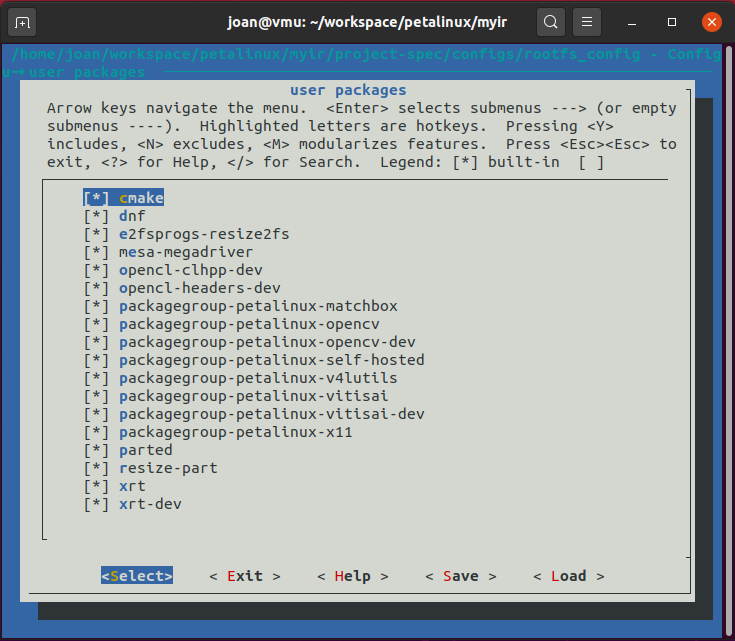 joan@vmu: ~/workspace/petalinux/myir
/home/joan/workspace/petalinux/myir/project-spec/configs/rootfs_config - Config
u→user packages
user packages
Arrow keys navigate the menu.  <Enter> selects submenus ---> (or empty
submenus ----).  Highlighted letters are hotkeys.  Pressing <Y>
includes, <N> excludes, <M> modularizes features.  Press <Esc><Esc> to
exit, <?> for Help, </> for Search.  Legend: [*] built-in  [ ]
[*] cmake
[*] dnf
[*] e2fsprogs-resize2fs
[*] mesa-megadriver
[*] opencl-clhpp-dev
[*] opencl-headers-dev
[*] packagegroup-petalinux-matchbox
[*] packagegroup-petalinux-opencv
[*] packagegroup-petalinux-opencv-dev
[*] packagegroup-petalinux-self-hosted
[*] packagegroup-petalinux-v4lutils
[*] packagegroup-petalinux-vitisai
[*] packagegroup-petalinux-vitisai-dev
[*] packagegroup-petalinux-x11
[*] parted
[*] resize-part
[*] xrt
[*] xrt-dev
<Select>    < Exit >    < Help >    < Save >    < Load >